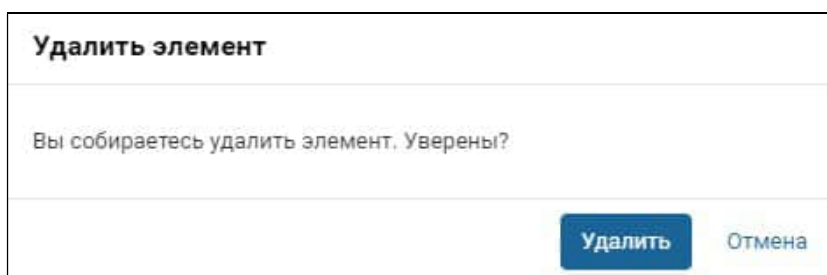 Удалить элемент
Вы собираетесь удалить элемент. Уверены?
Удалить Отмена